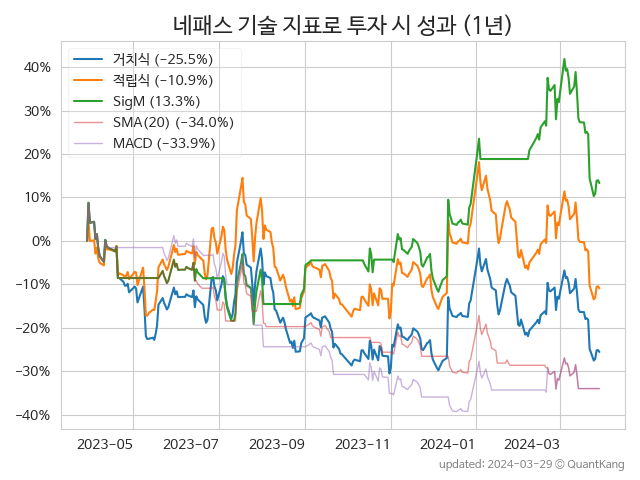 네패스 기술 지표로 투자 시 성과 (1년)
거치식 (−25.5%)
적립식 (−10.9%)
SigM (13.3%)
SMA(20) (−34.0%)
MACD (−33.9%)
40%
30%
20%
10%
0%
−10%
−20%
−30%
−40%
2023-05 2023-07 2023-09 2023-11 2024-01 2024-03
updated: 2024-03-29 © QuantKang